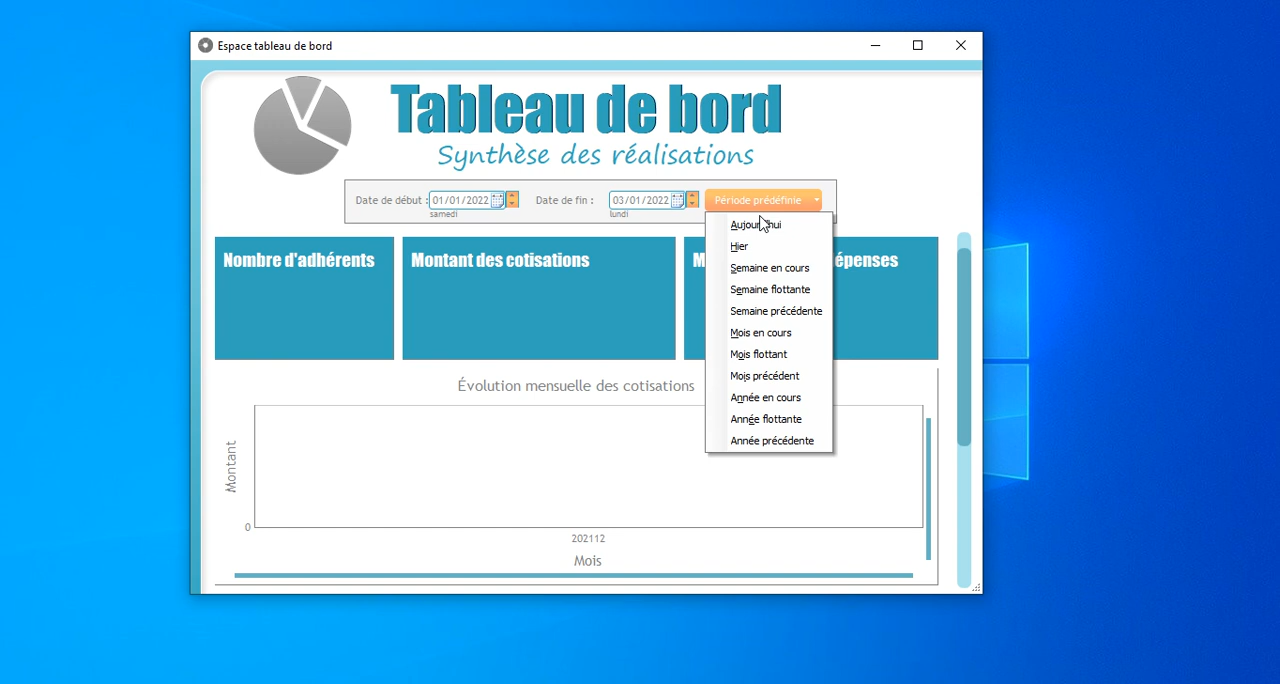 Espace tableau de bord
Tableau de bord
Synthèse des réalisations
Date de début : 01/01/2022 Date de fin : 03/01/2022 Période prédéfinie
samedi lundi
Nombre d'adhérents Montant des cotisations
Hier
Semaine en cours
Semaine flottante
Semaine précédente
Mois en cours
Mois flottant
Mois précédent
Année en cours
Année flottante
Année précédente
Évolution mensuelle des cotisations
Montant
0
202112
Mois